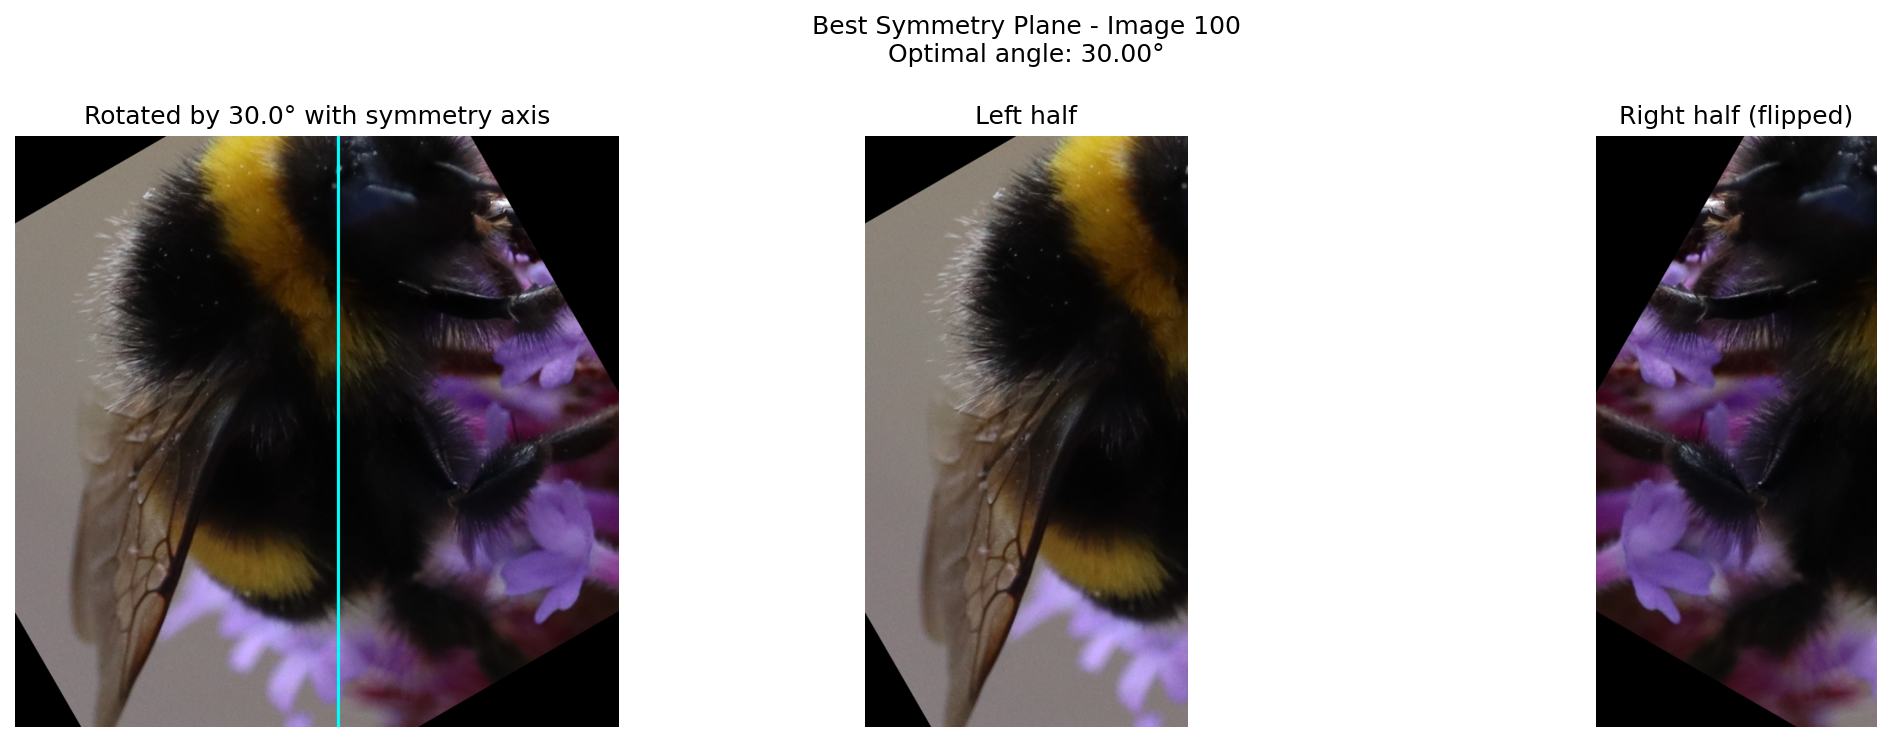 Best Symmetry Plane - Image 100
Optimal angle: 30.00°
Rotated by 30.0° with symmetry axis
Left half
Right half (flipped)